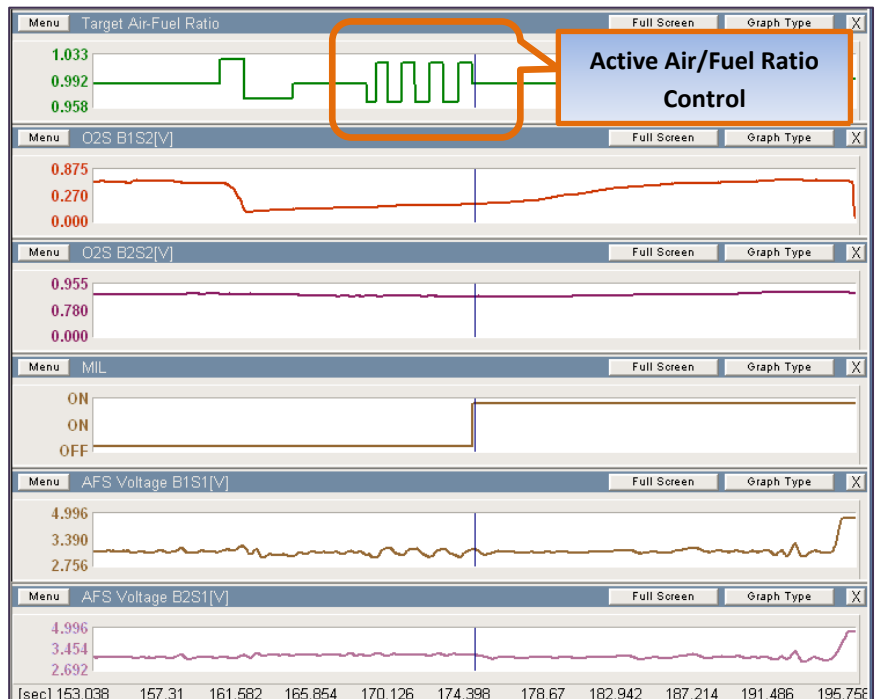 Menu Target Air-Fuel Ratio Full Screen Graph Type X
1.033
0.992
0.958
Active Air/Fuel Ratio
Control
Menu O2S B1S2[V] Full Screen Graph Type X
0.875
0.270
0.000
Menu O2S B2S2[V] Full Screen Graph Type X
0.955
0.780
0.000
Menu MIL Full Screen Graph Type X
ON
ON
OFF
Menu AFS Voltage B1S1[V] Full Screen Graph Type X
4.996
3.390
2.756
Menu AFS Voltage B2S1[V] Full Screen Graph Type X
4.996
3.454
2.692
[sec] 153.038 157.31 161.582 165.854 170.126 174.398 178.67 182.942 187.214 191.486 195.758